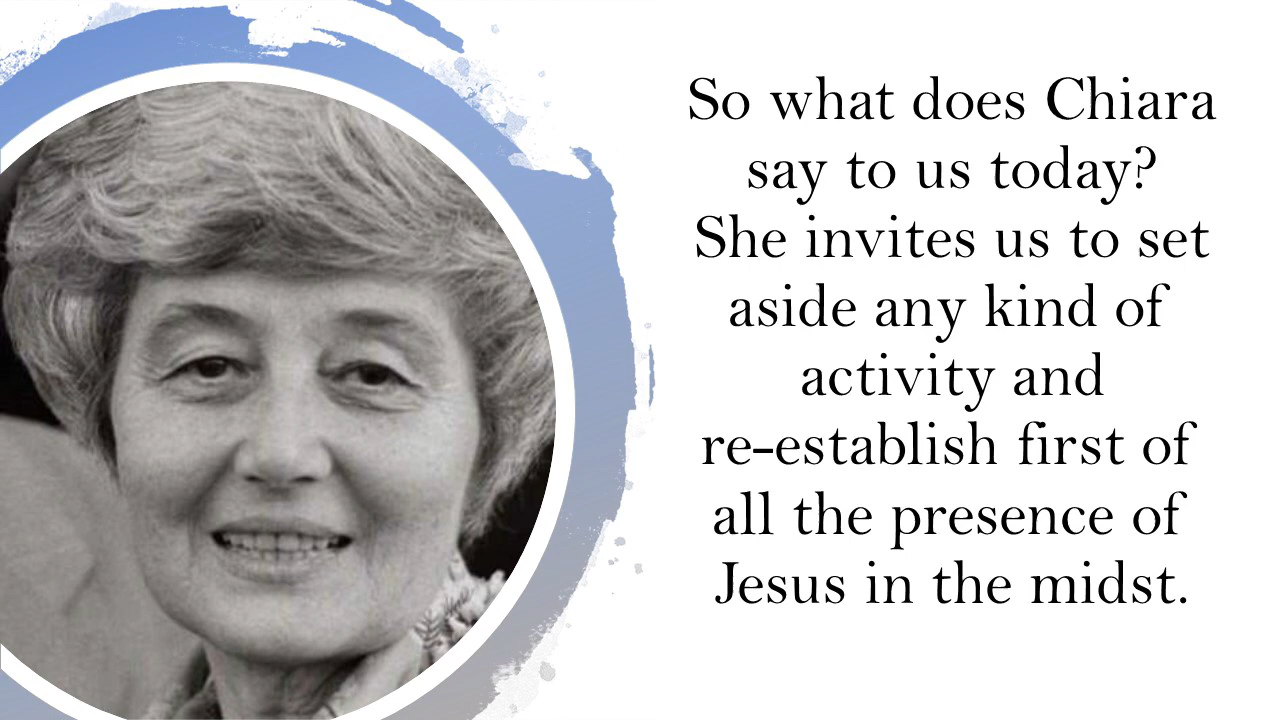 So what does Chiara
say to us today?
She invites us to set
aside any kind of
activity and
re-establish first of
all the presence of
Jesus in the midst.